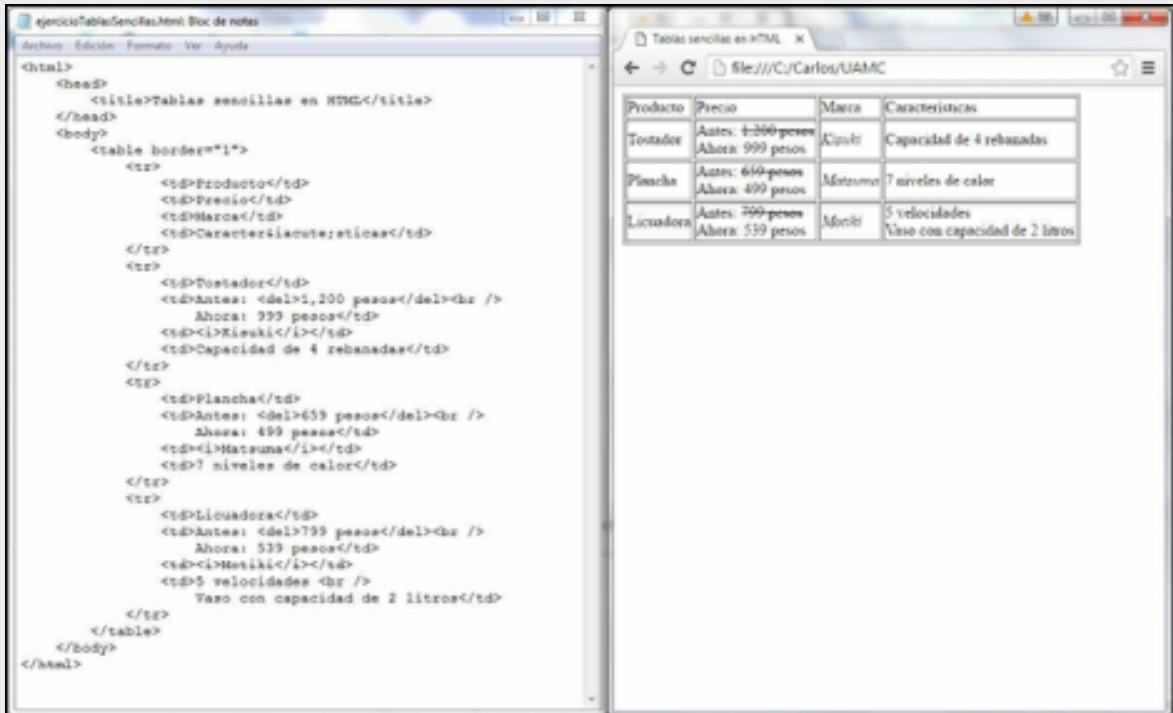 ejercicioTablasSencillas.html: Bloc de notas
Archivo Edición Formato Ver Ayuda
<html>
<head>
<title>Tablas sencillas en HTML</title>
</head>
<body>
<table border="1">
<tr>
<td>Producto</td>
<td>Precio</td>
<td>Marca</td>
<td>Caracter&iacute;sticas</td>
</tr>
<tr>
<td>Tostador</td>
<td>Antes: <del>1,200 pesos</del><br />
Ahora: 999 pesos</td>
<td><i>Kisuki</i></td>
<td>Capacidad de 4 rebanadas</td>
</tr>
<tr>
<td>Plancha</td>
<td>Antes: <del>659 pesos</del><br />
Ahora: 499 pesos</td>
<td><i>Matsuma</i></td>
<td>7 niveles de calor</td>
</tr>
<tr>
<td>Licuadora</td>
<td>Antes: <del>799 pesos</del><br />
Ahora: 539 pesos</td>
<td><i>Motiki</i></td>
<td>5 velocidades <br />
Vaso con capacidad de 2 litros</td>
</tr>
</table>
</body>
</html>
Tablas sencillas en HTML
file:///C:/Carlos/UAMC
Producto Precio Marca Características
Tostador Antes: 1,200 pesos Ahora: 999 pesos Kisuki Capacidad de 4 rebanadas
Plancha Antes: 659 pesos Ahora: 499 pesos Matsuma 7 niveles de calor
Licuadora Antes: 799 pesos Ahora: 539 pesos Motiki 5 velocidades Vaso con capacidad de 2 litros